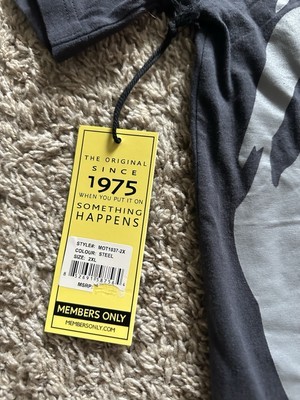 THE ORIGINAL
SINCE
1975
WHEN YOU PUT IT ON
SOMETHING
HAPPENS
STYLE#: MOT1037-2X
COLOUR: STEEL
SIZE: 2XL
MSRP:
MEMBERS ONLY
MEMBERSONLY.COM